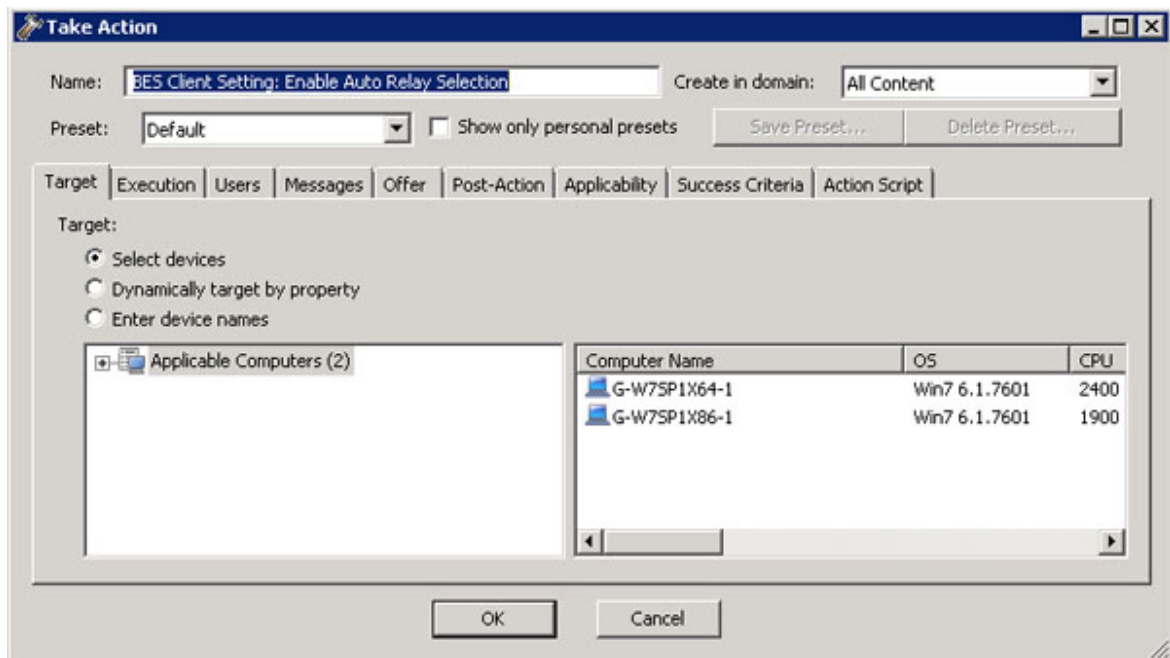 Take Action
Name: BES Client Setting: Enable Auto Relay Selection Create in domain: All Content
Preset: Default Show only personal presets Save Preset... Delete Preset...
Target Execution Users Messages Offer Post-Action Applicability Success Criteria Action Script
Target:
Select devices
Dynamically target by property
Enter device names
Applicable Computers (2)
Computer Name OS CPU
G-W7SP1X64-1 Win7 6.1.7601 2400
G-W7SP1X86-1 Win7 6.1.7601 1900
OK Cancel